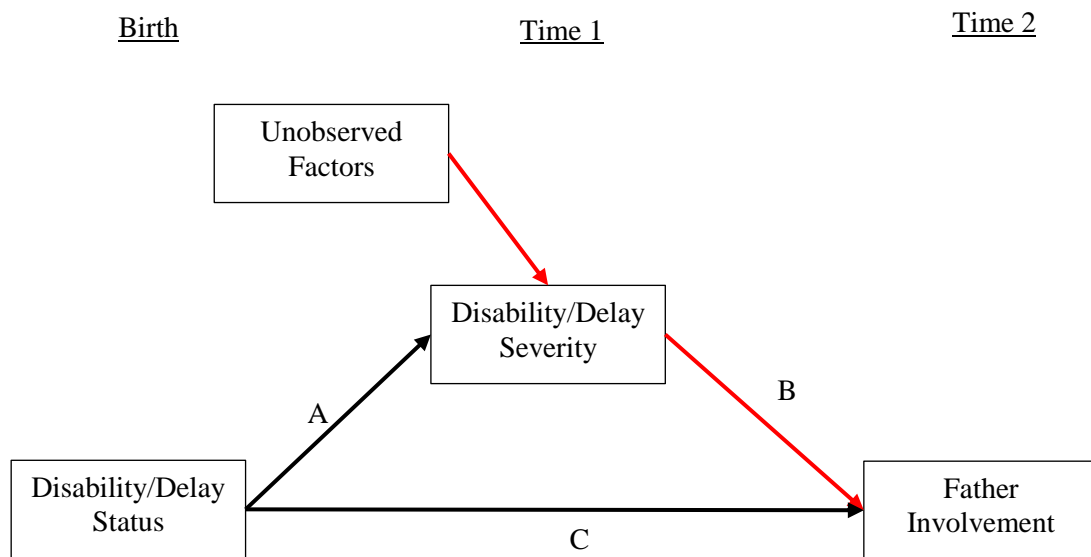 Birth
Time 1
Time 2
Unobserved
Factors
Disability/Delay
Severity
A
B
Disability/Delay
Status
C
Father
Involvement